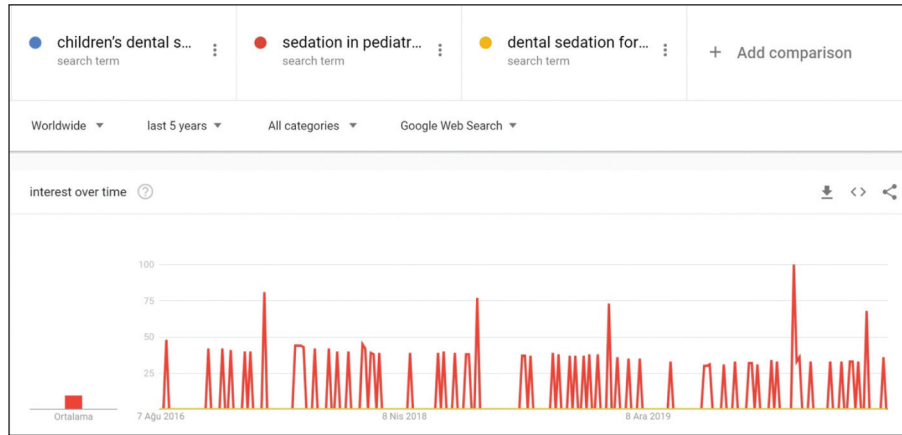 children's dental s...
search term
sedation in pediatr...
search term
dental sedation for...
search term
+ Add comparison
Worldwide
last 5 years
All categories
Google Web Search
interest over time
100
75
50
25
Ortalama
7 Ağu 2016
8 Nis 2018
8 Ara 2019